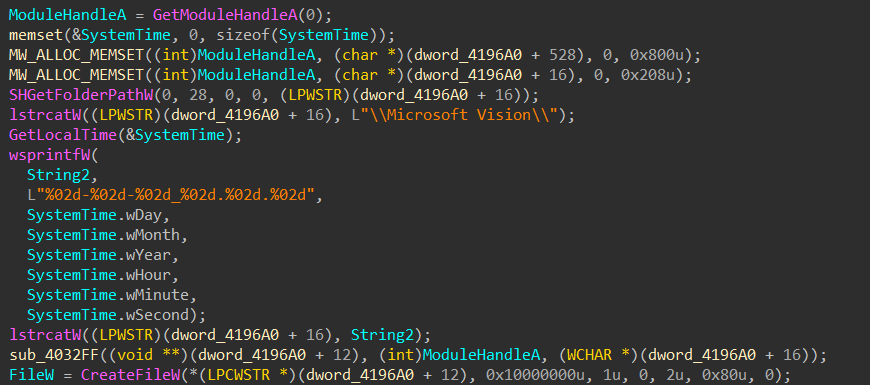 ModuleHandleA = GetModuleHandleA(0);
memset(&SystemTime, 0, sizeof(SystemTime));
MW_ALLOC_MEMSET((int)ModuleHandleA, (char *)(dword_4196A0 + 528), 0, 0x800u);
MW_ALLOC_MEMSET((int)ModuleHandleA, (char *)(dword_4196A0 + 16), 0, 0x208u);
SHGetFolderPathW(0, 28, 0, 0, (LPWSTR)(dword_4196A0 + 16));
lstrcatW((LPWSTR)(dword_4196A0 + 16), L"\\Microsoft Vision\\");
GetLocalTime(&SystemTime);
wsprintfW(
String2,
L"%02d-%02d-%02d_%02d.%02d.%02d",
SystemTime.wDay,
SystemTime.wMonth,
SystemTime.wYear,
SystemTime.wHour,
SystemTime.wMinute,
SystemTime.wSecond);
lstrcatW((LPWSTR)(dword_4196A0 + 16), String2);
sub_4032FF((void **)(dword_4196A0 + 12), (int)ModuleHandleA, (WCHAR *)(dword_4196A0 + 16));
FileW = CreateFileW(*(LPCWSTR *)(dword_4196A0 + 12), 0x10000000u, 1u, 0, 2u, 0x80u, 0);